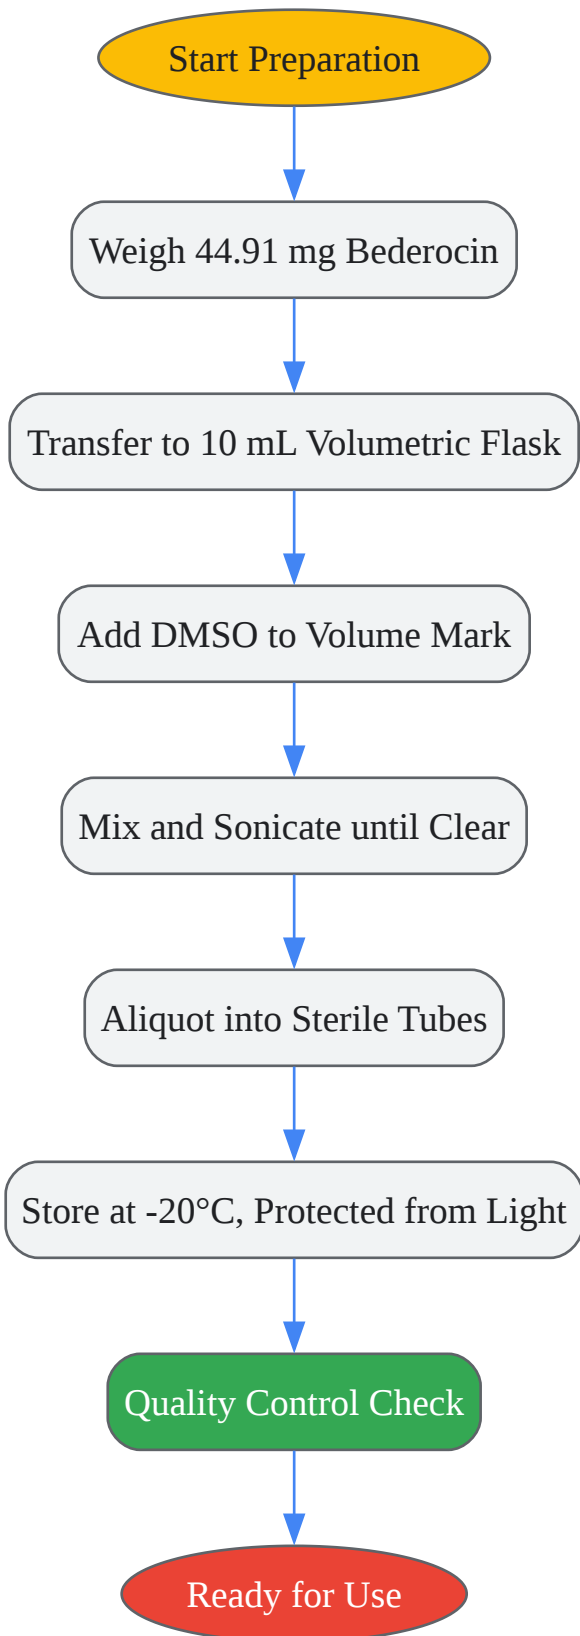 Start Preparation
Weigh 44.91 mg Bederocin
Transfer to 10 mL Volumetric Flask
Add DMSO to Volume Mark
Mix and Sonicate until Clear
Aliquot into Sterile Tubes
Store at -20°C, Protected from Light
Quality Control Check
Ready for Use